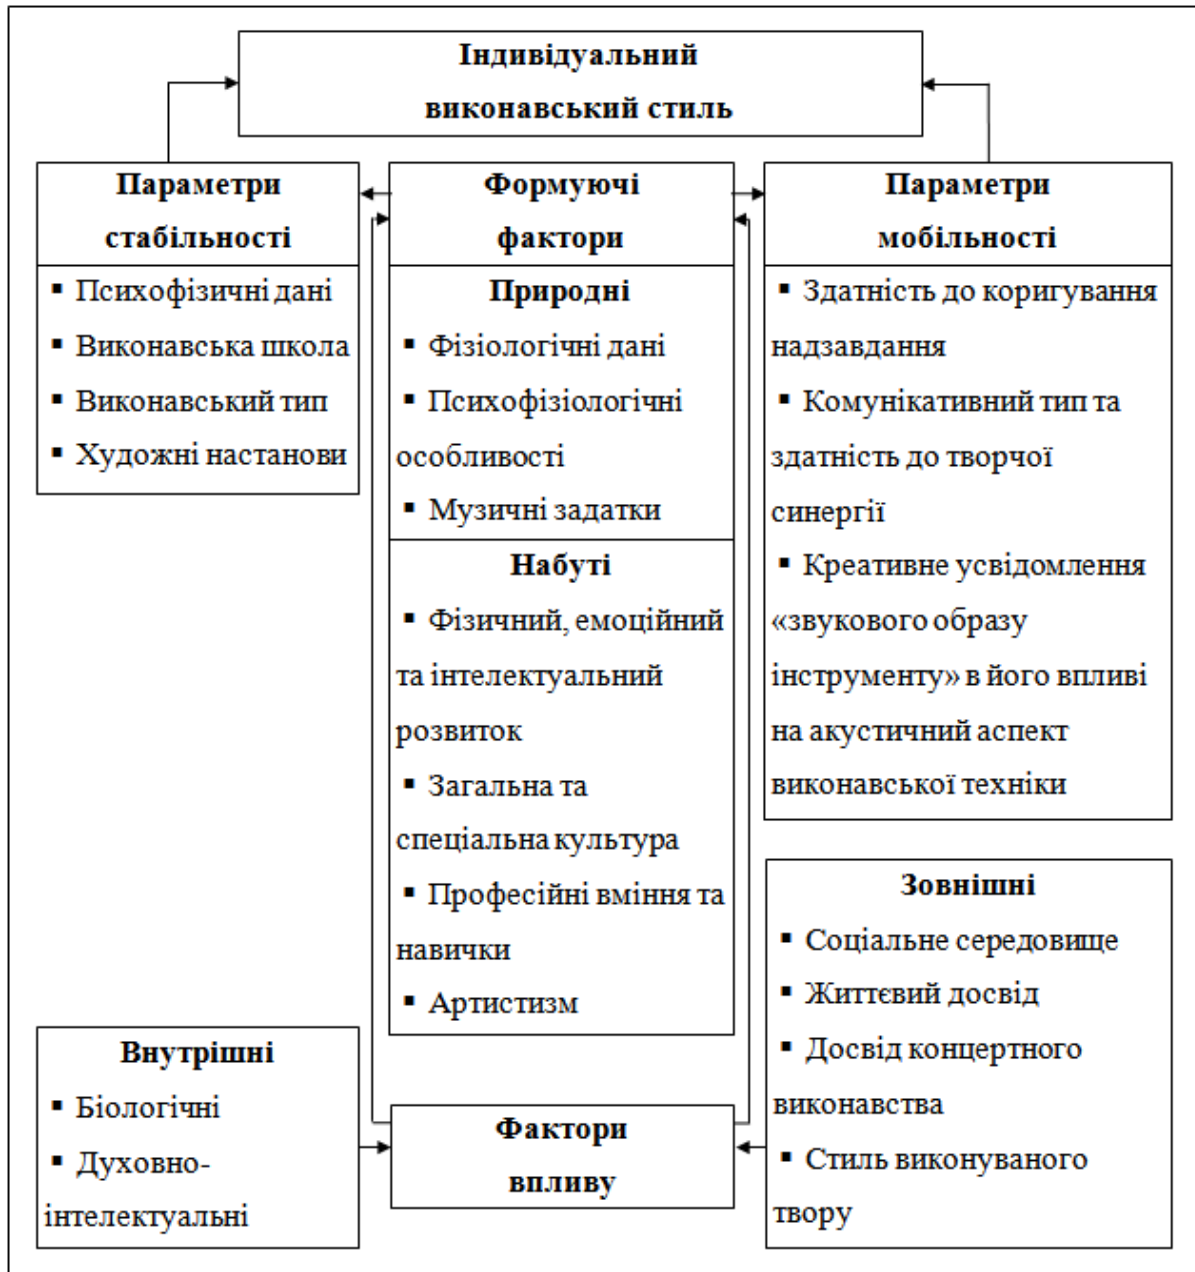 Індивідуальний
виконавський стиль
Параметри
стабільності
▪ Психофізичні дані
▪ Виконавська школа
▪ Виконавський тип
▪ Художні настанови
Формуючі
фактори
Природні
▪ Фізіологічні дані
▪ Психофізіологічні
особливості
▪ Музичні задатки
Набуті
▪ Фізичний, емоційний
та інтелектуальний
розвиток
▪ Загальна та
спеціальна культура
▪ Професійні вміння та
навички
▪ Артистизм
Параметри
мобільності
▪ Здатність до коригування
надзавдання
▪ Комунікативний тип та
здатність до творчої
синергії
▪ Креативне усвідомлення
«звукового образу
інструменту» в його впливі
на акустичний аспект
виконавської техніки
Внутрішні
▪ Біологічні
▪ Духовно-
інтелектуальні
Фактори
впливу
Зовнішні
▪ Соціальне середовище
▪ Життєвий досвід
▪ Досвід концертного
виконавства
▪ Стиль виконуваного
твору